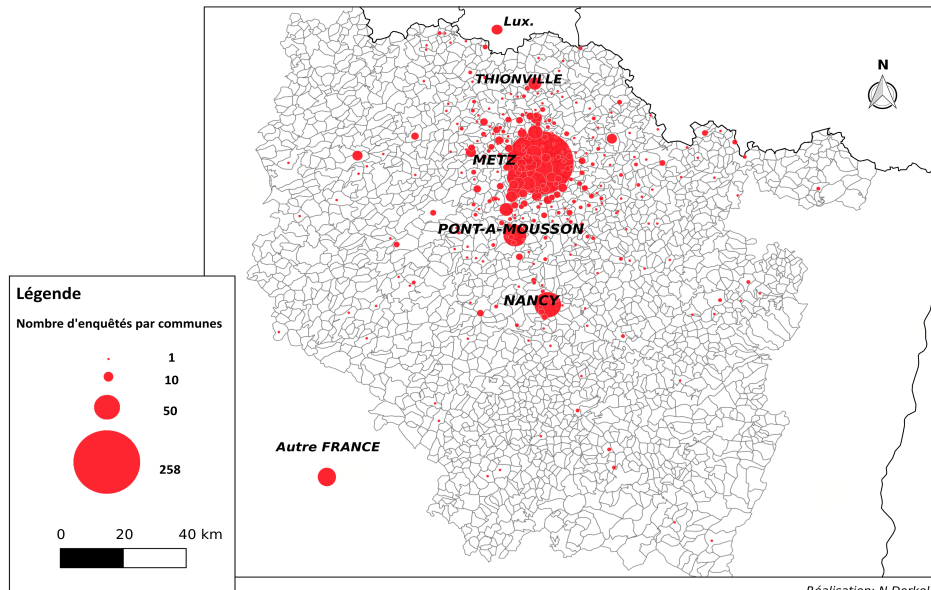 Lux.
N
THIONVILLE
METZ
PONT-A-MOUSSON
NANCY
Légende
Nombre d'enquêtés par communes
1
10
50
258
Autre FRANCE
0 20 40 km
Réalisation: N.